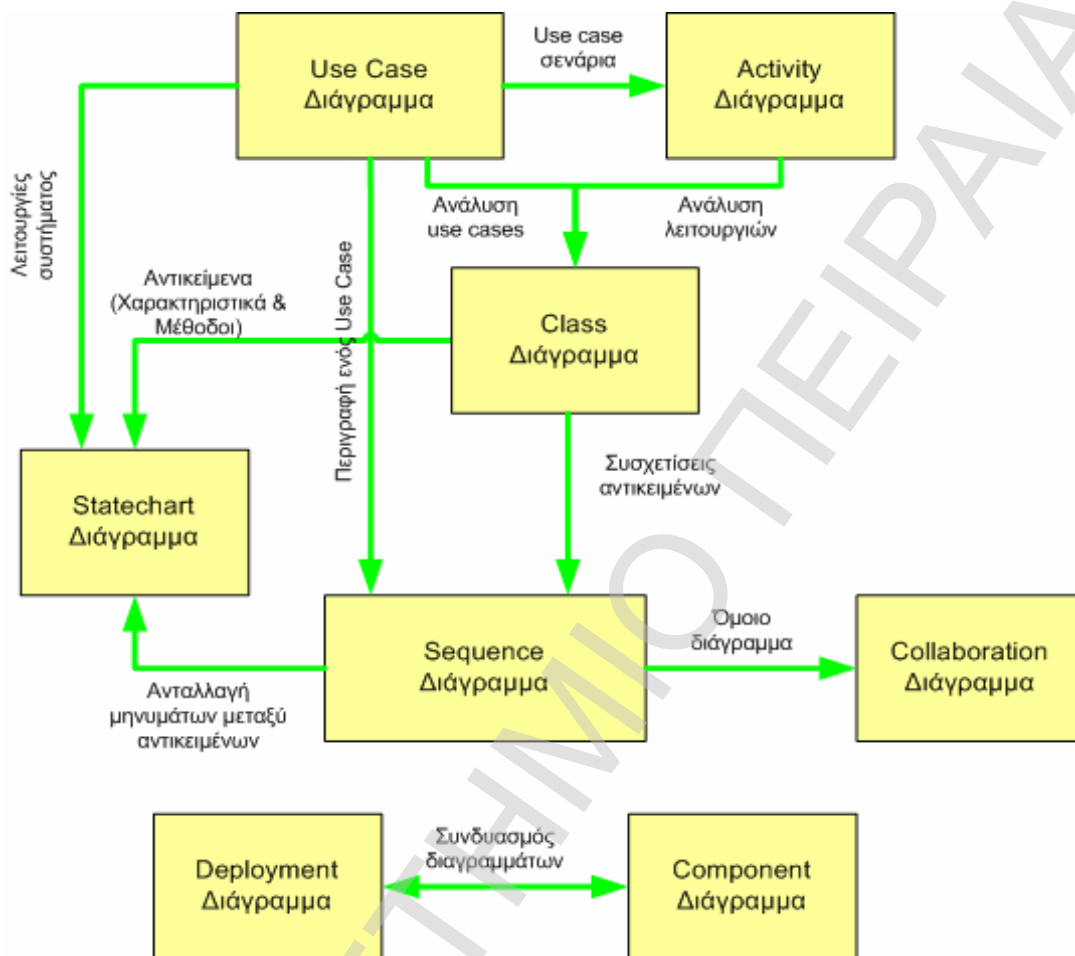 Use Case
Διάγραμμα
Use case
σενάρια
Activity
Διάγραμμα
Λειτουργίες
συστήματος
Ανάλυση
use cases
Ανάλυση
λειτουργιών
Αντικείμενα
(Χαρακτηριστικά &
Μέθοδοι)
Περιγραφή ενός Use Case
Class
Διάγραμμα
Συσχετίσεις
αντικειμένων
Statechart
Διάγραμμα
Sequence
Διάγραμμα
Όμοιο
διάγραμμα
Collaboration
Διάγραμμα
Ανταλλαγή
μηνυμάτων μεταξύ
αντικειμένων
Deployment
Διάγραμμα
Συνδυασμός
διαγραμμάτων
Component
Διάγραμμα
ΠΕΙΡΑΙΑ